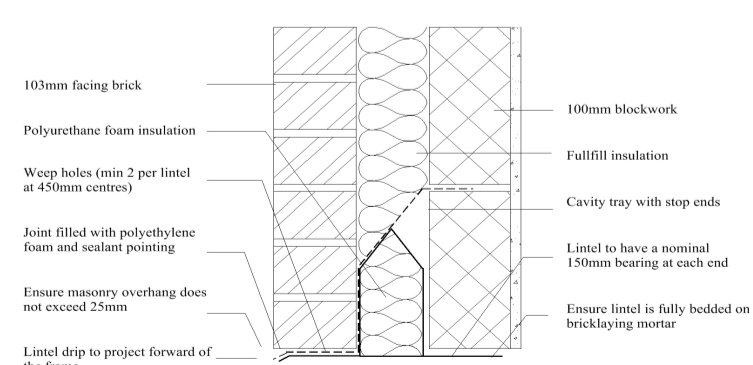 103mm facing brick
Polyurethane foam insulation
Weep holes (min 2 per lintel
at 450mm centres)
Joint filled with polyethylene
foam and sealant pointing
Ensure masonry overhang does
not exceed 25mm
Lintel drip to project forward of
the frame
100mm blockwork
Fullfill insulation
Cavity tray with stop ends
Lintel to have a nominal
150mm bearing at each end
Ensure lintel is fully bedded on
bricklaying mortar